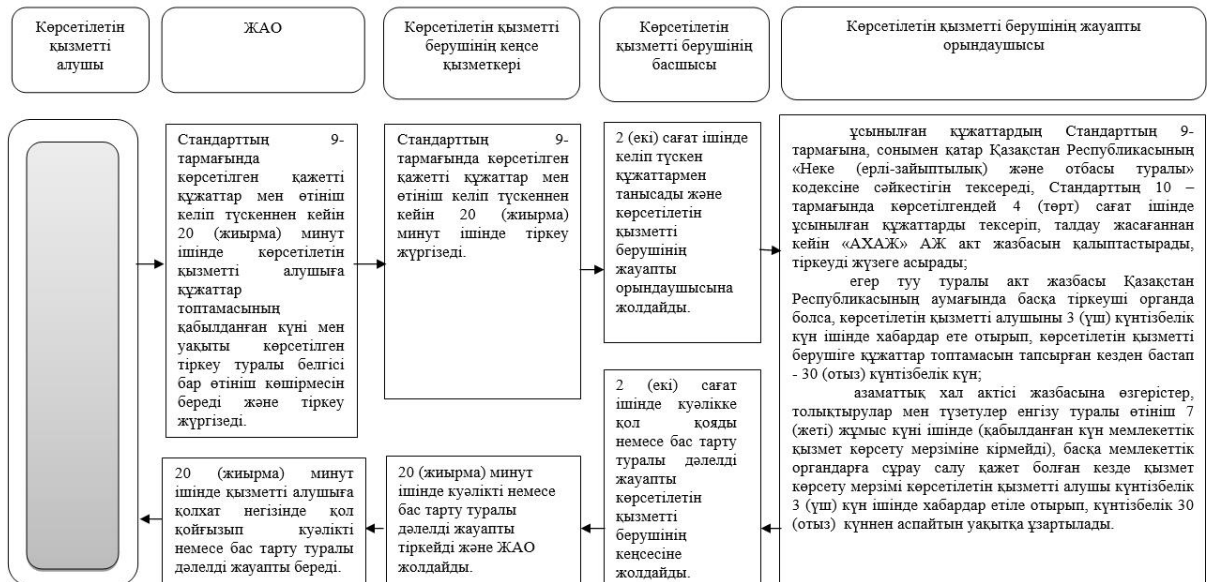 Көрсетілетін
қызметті
алушы
ЖАО
Көрсетілетін қызметті
берушінің кеңсе
қызметкері
Көрсетілетін
қызметті берушінің
басшысы
Көрсетілетін қызметті берушінің жауапты
орындаушысы
Стандарттың 9-
тармағында
көрсетілген қажетті
құжаттар мен өтініш
келіп түскеннен кейін
20 (жиырма) минут
ішінде көрсетілетін
қызметті алушыға
құжаттар
топтамасының
қабылданған күні мен
уақыты көрсетілген
тіркеу туралы белгісі
бар өтініш көшірмесін
береді және тіркеу
жүргізеді.
Стандарттың 9-
тармағында көрсетілген
қажетті құжаттар мен
өтініш келіп түскеннен
кейін 20 (жиырма)
минут ішінде тіркеу
жүргізеді.
2 (екі) сағат ішінде
келіп түскен
құжаттармен
танысады және
көрсетілетін
қызметті
берушінің
жауапты
орындаушысына
жолдайды.
ұсынылған құжаттардың Стандарттың 9-
тармағына, сонымен қатар Қазақстан Республикасының
«Неке (ерлі-зайыптылық) және отбасы туралы»
кодексіне сәйкестігін тексереді, Стандарттың 10 –
тармағында көрсетілгендей 4 (төрт) сағат ішінде
ұсынылған құжаттарды тексеріп, талдау жасағаннан
кейін «АХАЖ» АЖ акт жазбасын қалыптастырады,
тіркеуді жүзеге асырады;
егер туу туралы акт жазбасы Қазақстан
Республикасының аумағында басқа тіркеуші органда
болса, көрсетілетін қызметті алушыны 3 (үш) күнтізбелік
күн ішінде хабардар ете отырып, көрсетілетін қызметті
берушіге құжаттар топтамасын тапсырған кезден бастап
- 30 (отыз) күнтізбелік күн;
азаматтық хал актісі жазбасына өзгерістер,
толықтырулар мен түзетулер енгізу туралы өтініш 7
(жеті) жұмыс күні ішінде (қабылданған күн мемлекеттік
қызмет көрсету мерзіміне кірмейді), басқа мемлекеттік
органдарға сұрау салу қажет болған кезде қызмет
көрсету мерзімі көрсетілетін қызметті алушы күнтізбелік
3 (үш) күн ішінде хабардар етіле отырып, күнтізбелік 30
(отыз) күннен аспайтын уақытқа ұзартылады.
2 (екі) сағат
ішінде куәлікке
қол қояды
немесе бас тарту
туралы дәлелді
жауапты
көрсетілетін
қызметті
берушінің
кеңсесіне
жолдайды.
20 (жиырма) минут
ішінде куәлікті немесе
бас тарту туралы
дәлелді жауапты
тіркейді және ЖАО
жолдайды.
20 (жиырма) минут
ішінде қызметті алушыға
қолхат негізінде қол
қойғызып куәлікті
немесе бас тарту туралы
дәлелді жауапты береді.